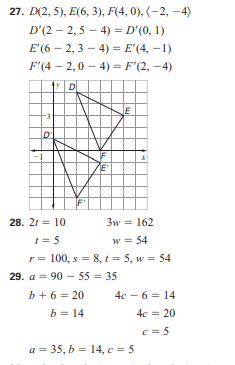 27. D(2, 5), E(6, 3), F(4, 0), ⟨−2, −4⟩
D'(2 − 2, 5 − 4) = D'(0, 1)
E'(6 − 2, 3 − 4) = E'(4, −1)
F'(4 − 2, 0 − 4) = F'(2, −4)
y D
E
3
D'
−1 F x
E'
F'
28. 2t = 10 3w = 162
t = 5 w = 54
r = 100, s = 8, t = 5, w = 54
29. a = 90 − 55 = 35
b + 6 = 20 4c − 6 = 14
b = 14 4c = 20
c = 5
a = 35, b = 14, c = 5